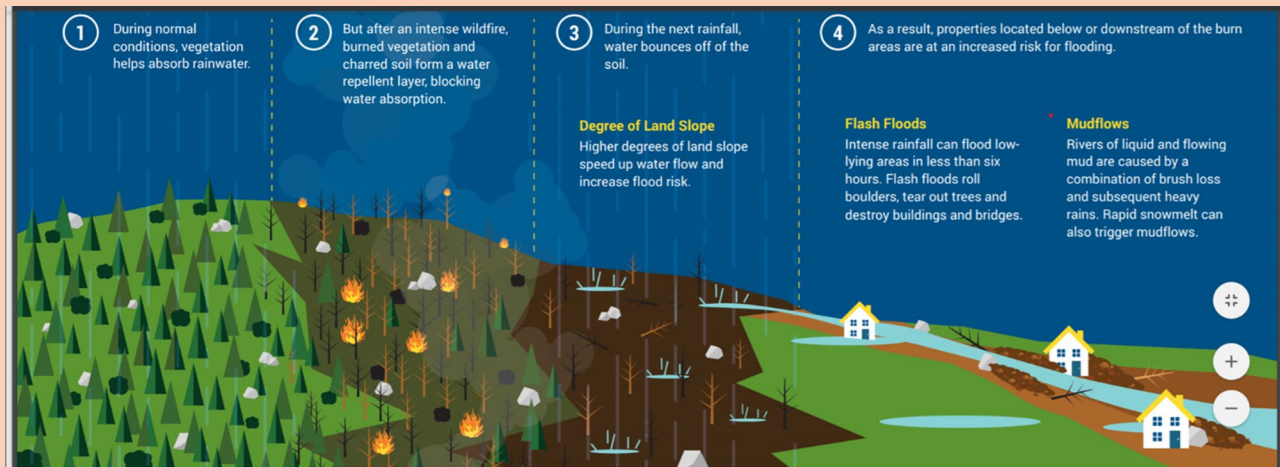 1
During normal
conditions, vegetation
helps absorb rainwater.
2
But after an intense wildfire,
burned vegetation and
charred soil form a water
repellent layer, blocking
water absorption.
3
During the next rainfall,
water bounces off of the
soil.
Degree of Land Slope
Higher degrees of land slope
speed up water flow and
increase flood risk.
4
As a result, properties located below or downstream of the burn
areas are at an increased risk for flooding.
Flash Floods
Intense rainfall can flood low-
lying areas in less than six
hours. Flash floods roll
boulders, tear out trees and
destroy buildings and bridges.
Mudflows
Rivers of liquid and flowing
mud are caused by a
combination of brush loss
and subsequent heavy
rains. Rapid snowmelt can
also trigger mudflows.